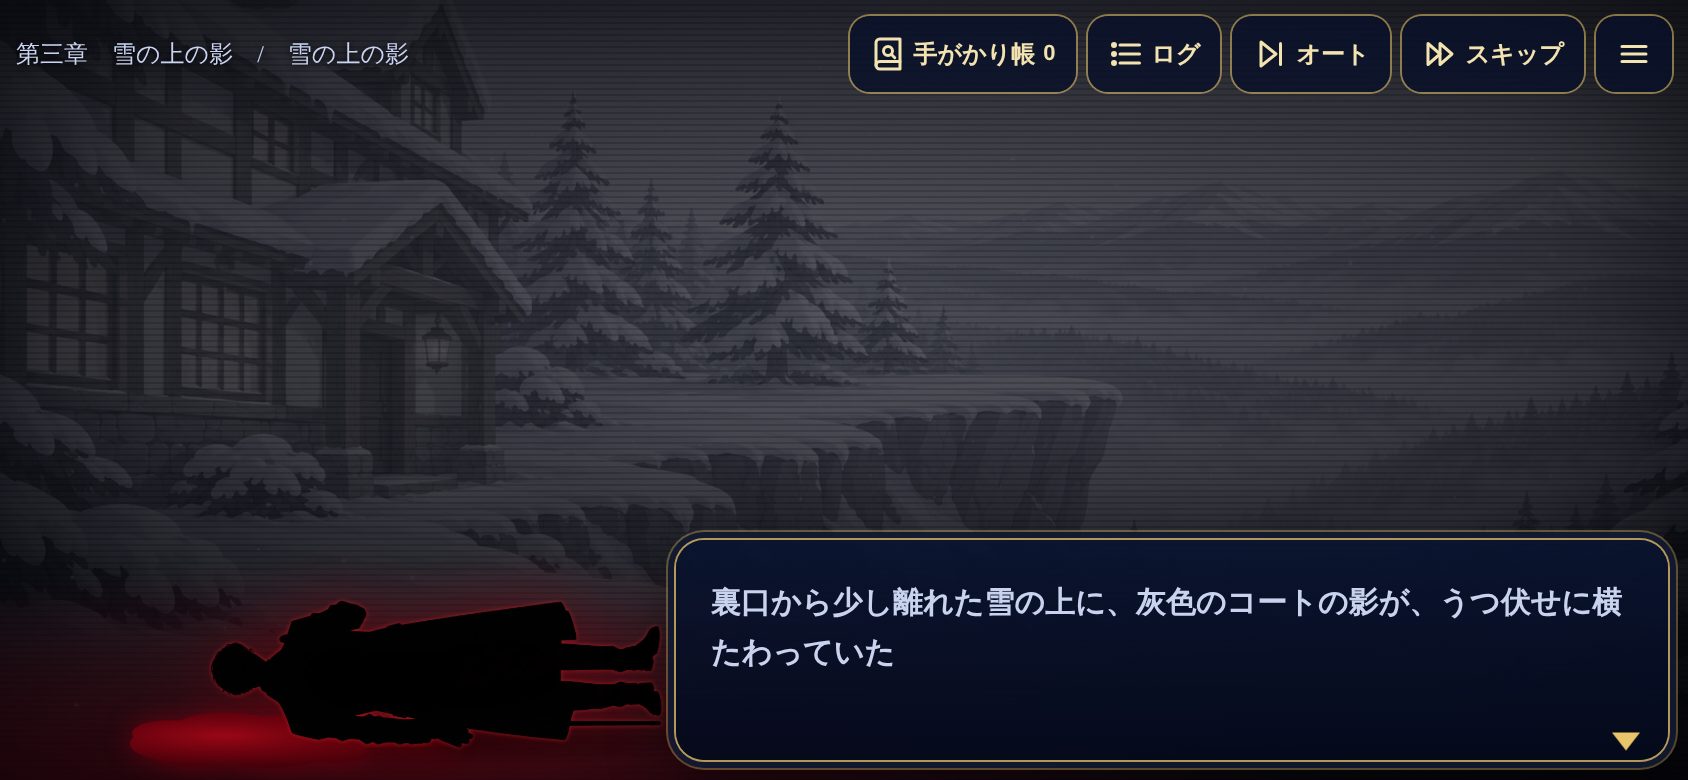 第三章　雪の上の影　/　雪の上の影
手がかり帳 0
ログ
オート
スキップ
裏口から少し離れた雪の上に、灰色のコートの影が、うつ伏せに横
たわっていた